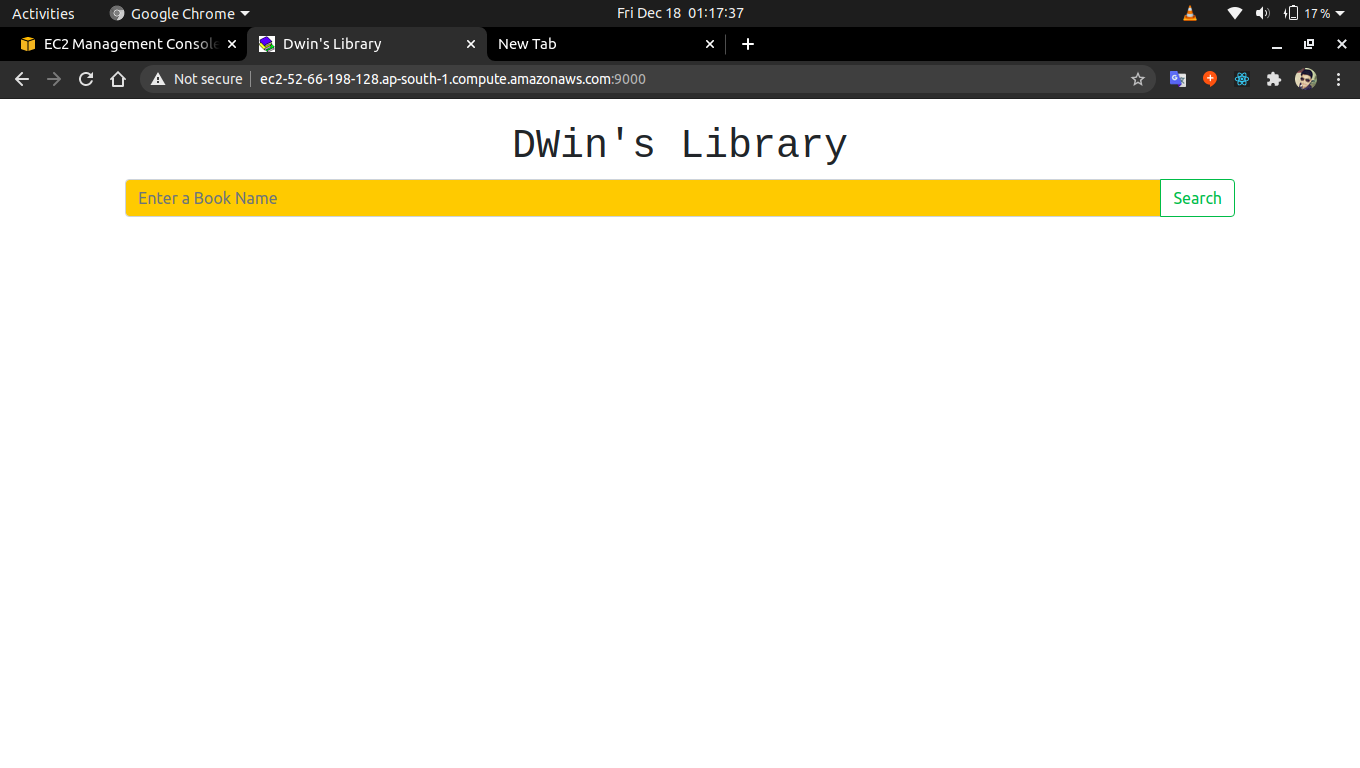 Activities Google Chrome Fri Dec 18 01:17:37 17 %
EC2 Management Console Dwin's Library New Tab
Not secure ec2-52-66-198-128.ap-south-1.compute.amazonaws.com:9000
DWin's Library
Enter a Book Name Search